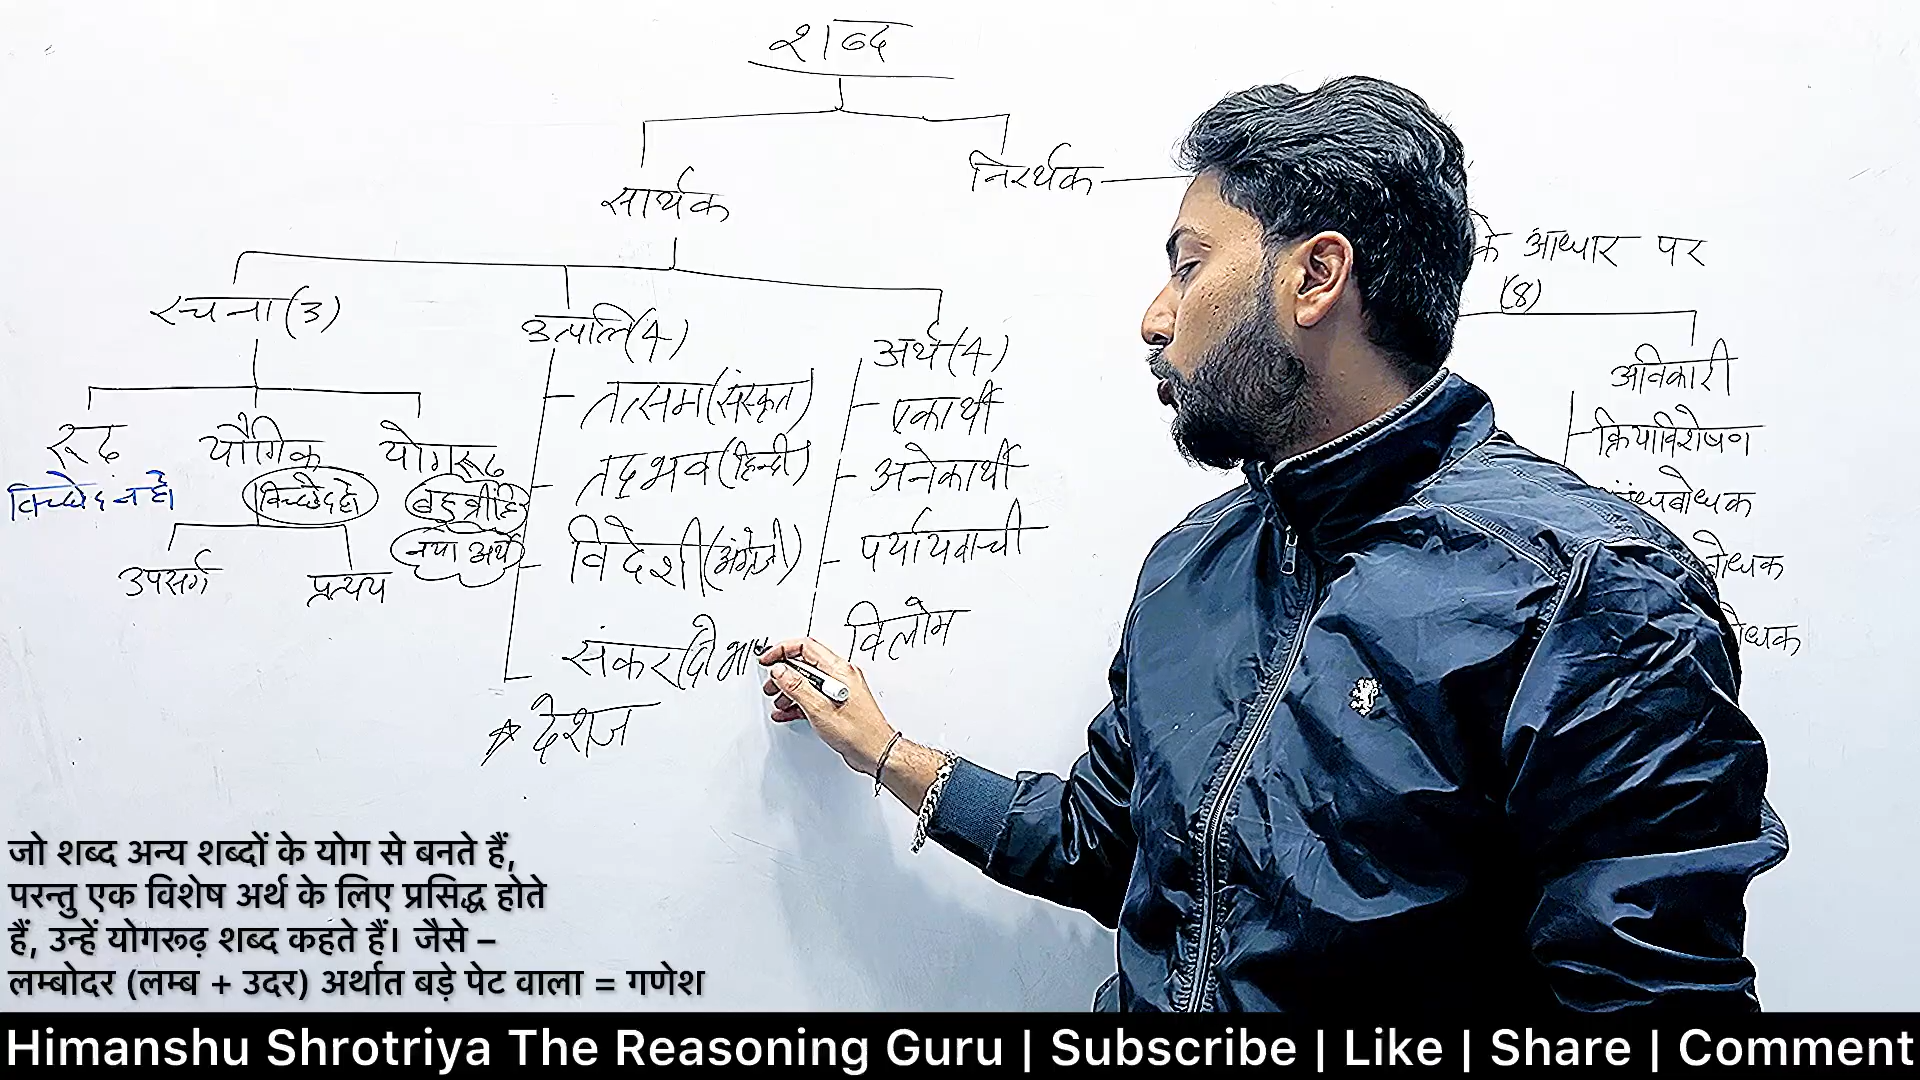 शब्द
सार्थक
निरर्थक
के आधार पर
(8)
रचना (3)
उत्पत्ति (4)
अर्थ (4)
अविकारी
रूढ़
यौगिक
योगरूढ़
विच्छेद न हो
विच्छेद हो
बहुव्रीहि
नया अर्थ
उपसर्ग
प्रत्यय
तत्सम (संस्कृत)
तद्भव (हिन्दी)
विदेशी (अंग्रेजी)
संकर (दो
देशज
एकार्थी
अनेकार्थी
पर्यायवाची
विलोम
क्रियाविशेषण
जो शब्द अन्य शब्दों के योग से बनते हैं,
परन्तु एक विशेष अर्थ के लिए प्रसिद्ध होते
हैं, उन्हें योगरूढ़ शब्द कहते हैं। जैसे –
लम्बोदर (लम्ब + उदर) अर्थात बड़े पेट वाला = गणेश
Himanshu Shrotriya The Reasoning Guru | Subscribe | Like | Share | Comment